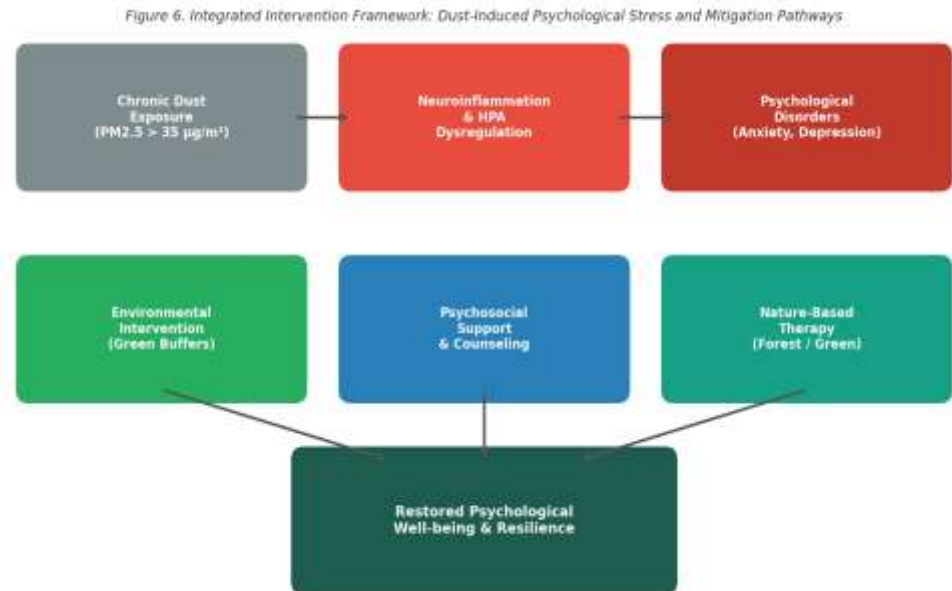 Figure 6. Integrated Intervention Framework: Dust-Induced Psychological Stress and Mitigation Pathways
Chronic Dust
Exposure
(PM2.5 > 35 µg/m³)
Neuroinflammation
& HPA
Dysregulation
Psychological
Disorders
(Anxiety, Depression)
Environmental
Intervention
(Green Buffers)
Psychosocial
Support
& Counseling
Nature-Based
Therapy
(Forest / Green)
Restored Psychological
Well-being & Resilience